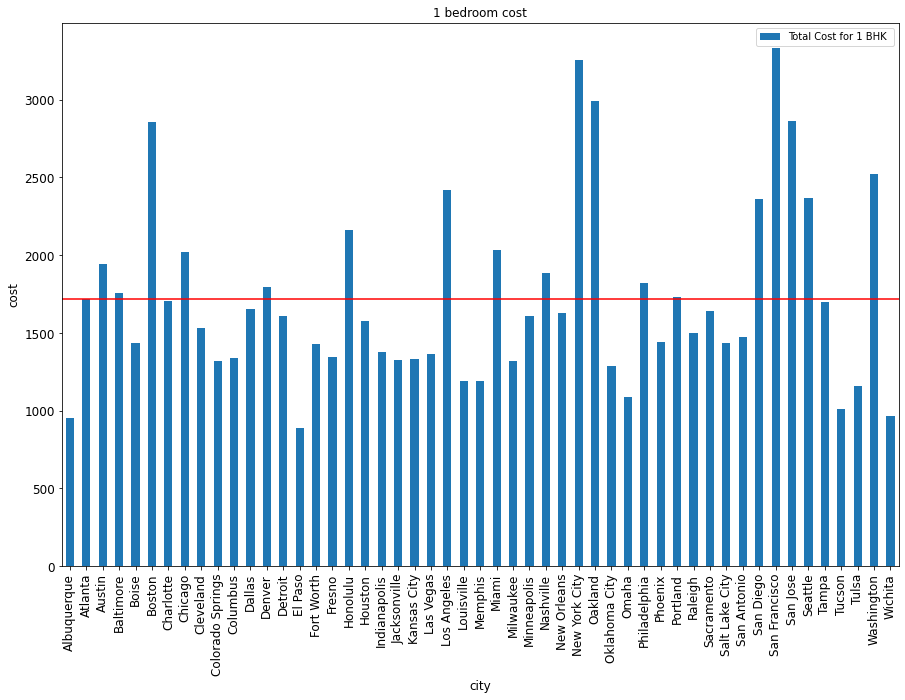 1 bedroom cost
Total Cost for 1 BHK
cost
3000
2500
2000
1500
1000
500
0
Albuquerque
Atlanta
Austin
Baltimore
Boise
Boston
Charlotte
Chicago
Cleveland
Colorado Springs
Columbus
Dallas
Denver
Detroit
El Paso
Fort Worth
Fresno
Honolulu
Houston
Indianapolis
Jacksonville
Kansas City
Las Vegas
Los Angeles
Louisville
Memphis
Miami
Milwaukee
Minneapolis
Nashville
New Orleans
New York City
Oakland
Oklahoma City
Omaha
Philadelphia
Phoenix
Portland
Raleigh
Sacramento
Salt Lake City
San Antonio
San Diego
San Francisco
San Jose
Seattle
Tampa
Tucson
Tulsa
Washington
Wichita
city